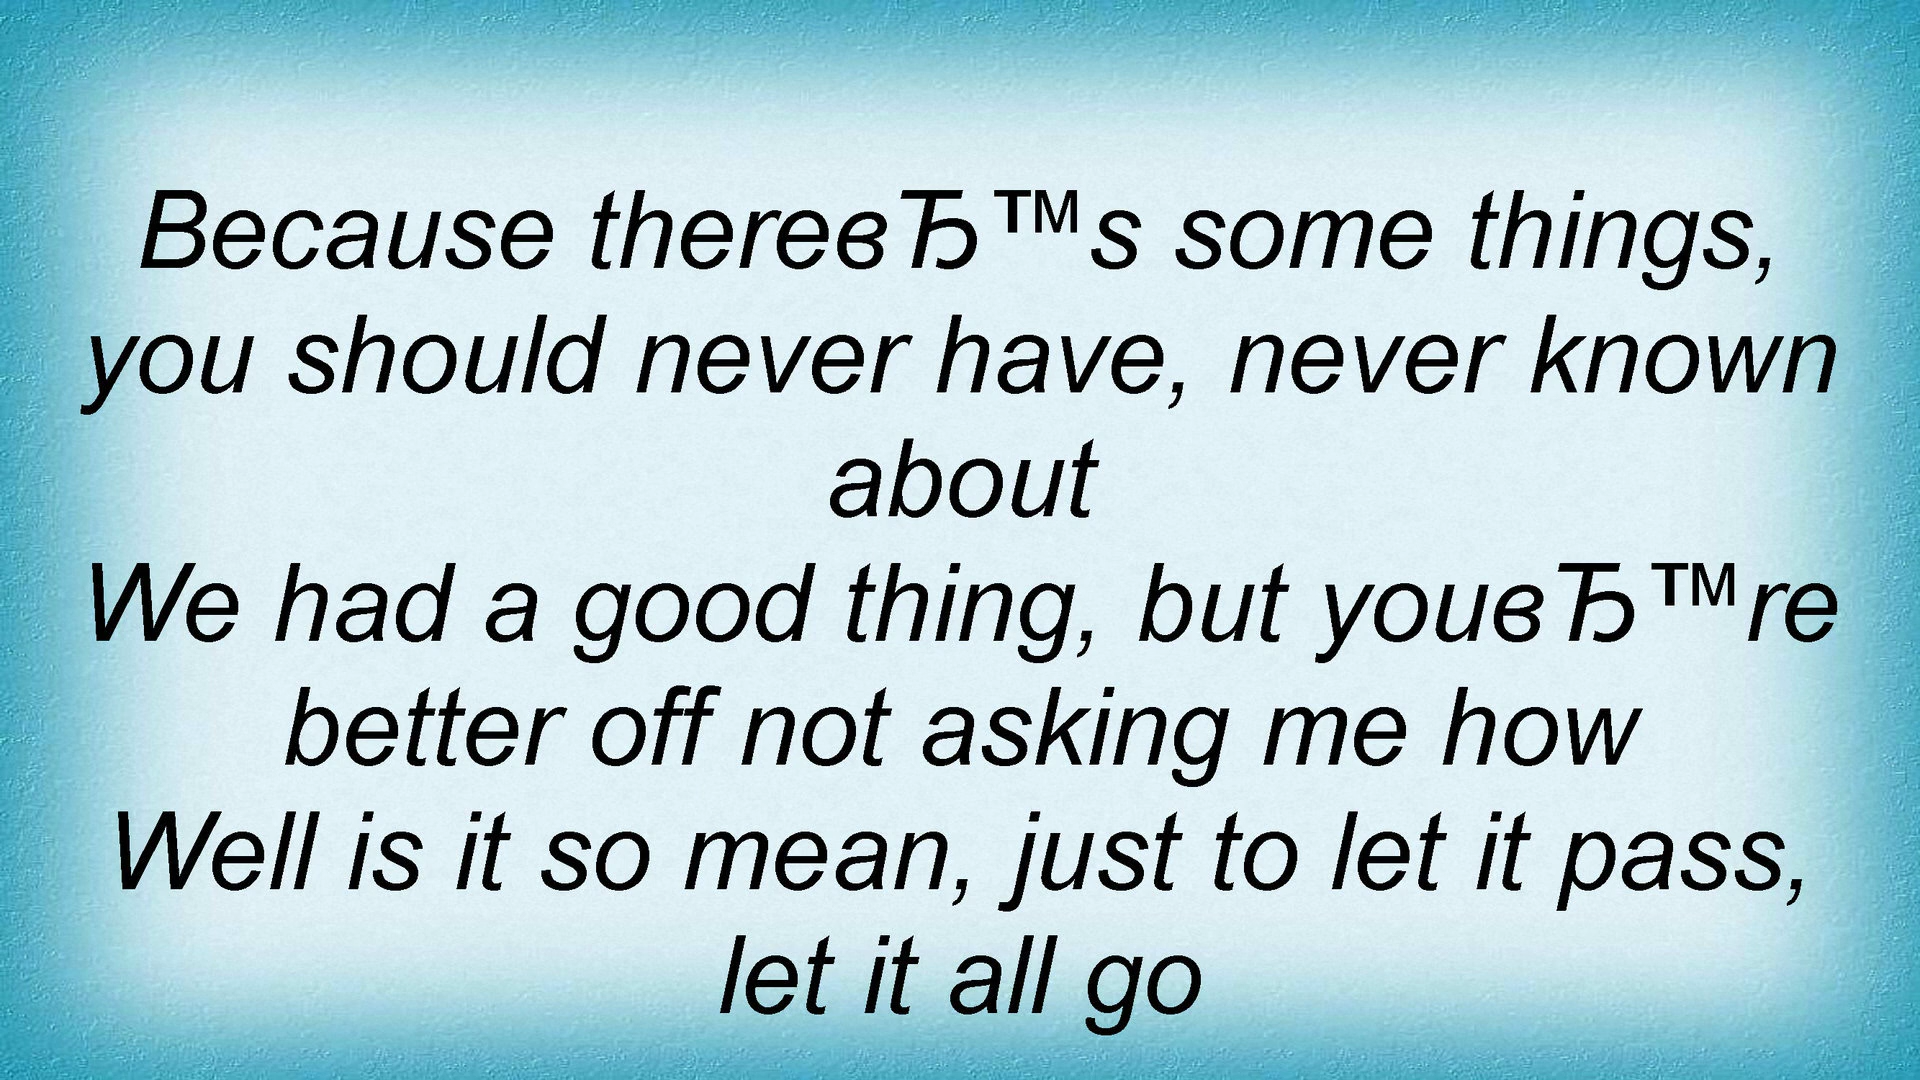 Because thereвЂ™s some things,
you should never have, never known
about
We had a good thing, but youвЂ™re
better off not asking me how
Well is it so mean, just to let it pass,
let it all go